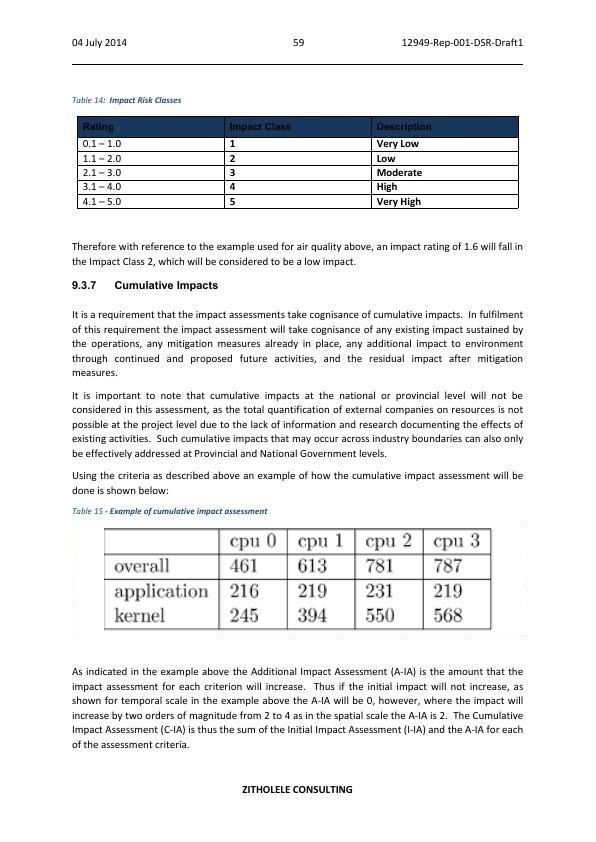 04 July 2014 59 12949-Rep-001-DSR-Draft1
Table 14: Impact Risk Classes
Rating Impact Class Description
0.1 – 1.0 1 Very Low
1.1 – 2.0 2 Low
2.1 – 3.0 3 Moderate
3.1 – 4.0 4 High
4.1 – 5.0 5 Very High
Therefore with reference to the example used for air quality above, an impact rating of 1.6 will fall in
the Impact Class 2, which will be considered to be a low impact.
9.3.7 Cumulative Impacts
It is a requirement that the impact assessments take cognisance of cumulative impacts. In fulfilment
of this requirement the impact assessment will take cognisance of any existing impact sustained by
the operations, any mitigation measures already in place, any additional impact to environment
through continued and proposed future activities, and the residual impact after mitigation
measures.
It is important to note that cumulative impacts at the national or provincial level will not be
considered in this assessment, as the total quantification of external companies on resources is not
possible at the project level due to the lack of information and research documenting the effects of
existing activities. Such cumulative impacts that may occur across industry boundaries can also only
be effectively addressed at Provincial and National Government levels.
Using the criteria as described above an example of how the cumulative impact assessment will be
done is shown below:
Table 15 - Example of cumulative impact assessment
cpu 0 cpu 1 cpu 2 cpu 3
overall 461 613 781 787
application 216 219 231 219
kernel 245 394 550 568
As indicated in the example above the Additional Impact Assessment (A-IA) is the amount that the
impact assessment for each criterion will increase. Thus if the initial impact will not increase, as
shown for temporal scale in the example above the A-IA will be 0, however, where the impact will
increase by two orders of magnitude from 2 to 4 as in the spatial scale the A-IA is 2. The Cumulative
Impact Assessment (C-IA) is thus the sum of the Initial Impact Assessment (I-IA) and the A-IA for each
of the assessment criteria.
ZITHOLELE CONSULTING